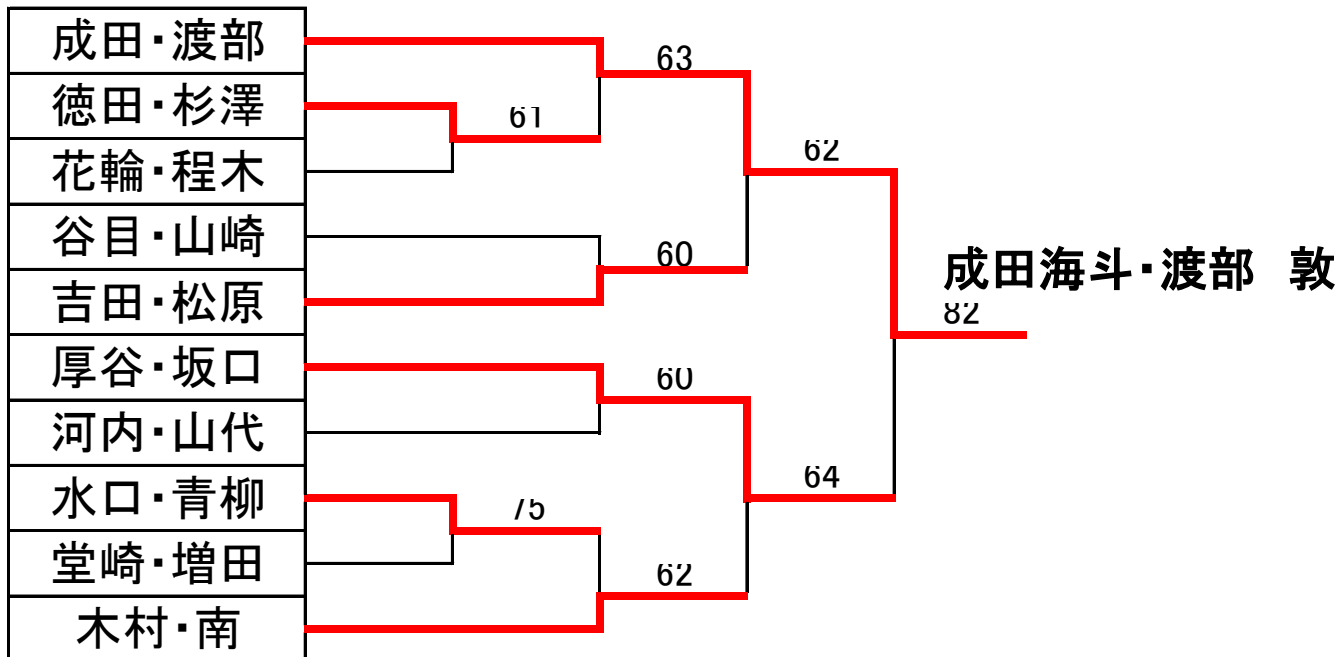 成田・渡部
徳田・杉澤
花輪・程木
谷目・山崎
吉田・松原
厚谷・坂口
河内・山代
水口・青柳
堂崎・増田
木村・南
61
75
63
60
60
62
62
64
成田海斗・渡部　敦
82